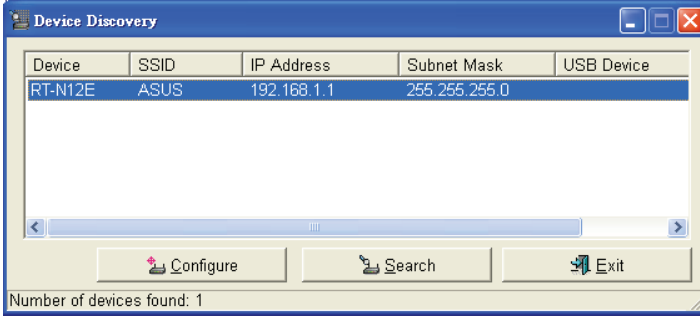 Device Discovery
Device SSID IP Address Subnet Mask USB Device
RT-N12E ASUS 192.168.1.1 255.255.255.0
Configure Search Exit
Number of devices found: 1